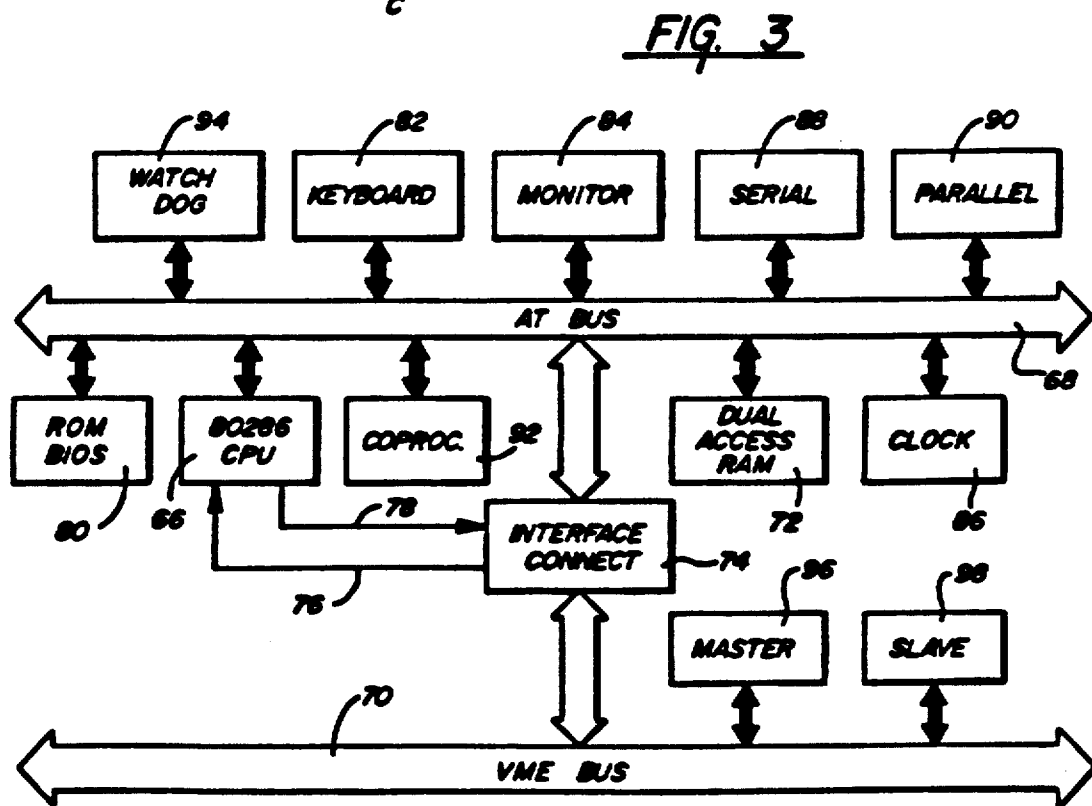 c
FIG. 3
94
82
84
88
90
WATCH
DOG
KEYBOARD
MONITOR
SERIAL
PARALLEL
AT BUS
68
ROM
BIOS
80286
CPU
COPROC.
92
DUAL
ACCESS
RAM
CLOCK
80
66
78
72
86
INTERFACE
CONNECT
74
76
96
98
MASTER
SLAVE
70
VME BUS